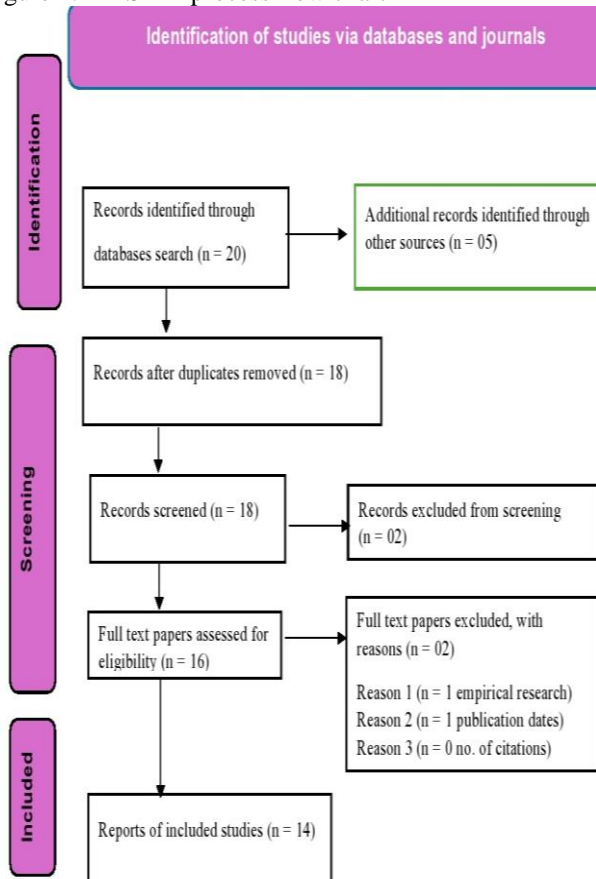 Identification of studies via databases and journals
Identification
Records identified through
databases search (n = 20)
Additional records identified through
other sources (n = 05)
Records after duplicates removed (n = 18)
Screening
Records screened (n = 18)
Records excluded from screening
(n = 02)
Full text papers assessed for
eligibility (n = 16)
Full text papers excluded, with
reasons (n = 02)
Reason 1 (n = 1 empirical research)
Reason 2 (n = 1 publication dates)
Reason 3 (n = 0 no. of citations)
Included
Reports of included studies (n = 14)